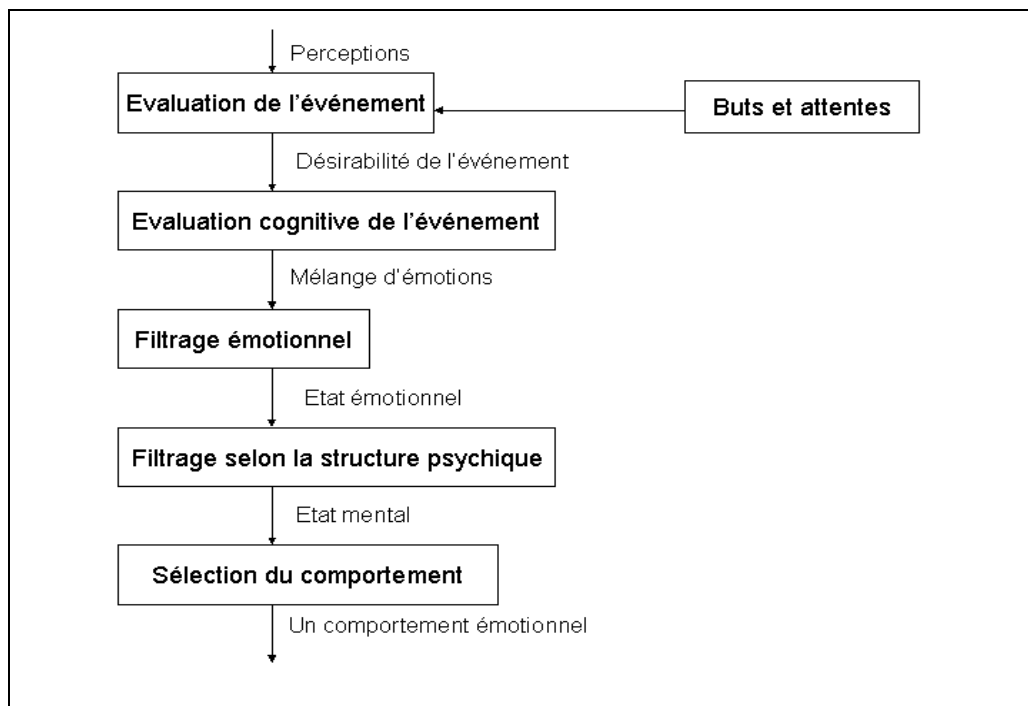 Perceptions
Evaluation de l'événement
Buts et attentes
Désirabilité de l'événement
Evaluation cognitive de l'événement
Mélange d'émotions
Filtrage émotionnel
Etat émotionnel
Filtrage selon la structure psychique
Etat mental
Sélection du comportement
Un comportement émotionnel